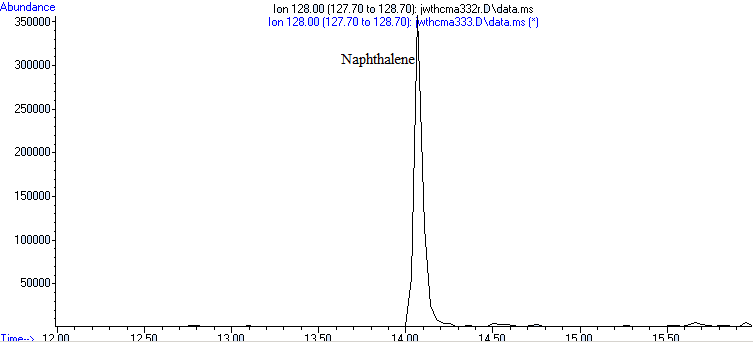 Abundance
Ion 128.00 (127.70 to 128.70): jwthcma332r.D\data.ms
Ion 128.00 (127.70 to 128.70): jwthcma333.D\data.ms (*)
350000
Naphthalene
300000
250000
200000
150000
100000
50000
Time--> 12.00 12.50 13.00 13.50 14.00 14.50 15.00 15.50